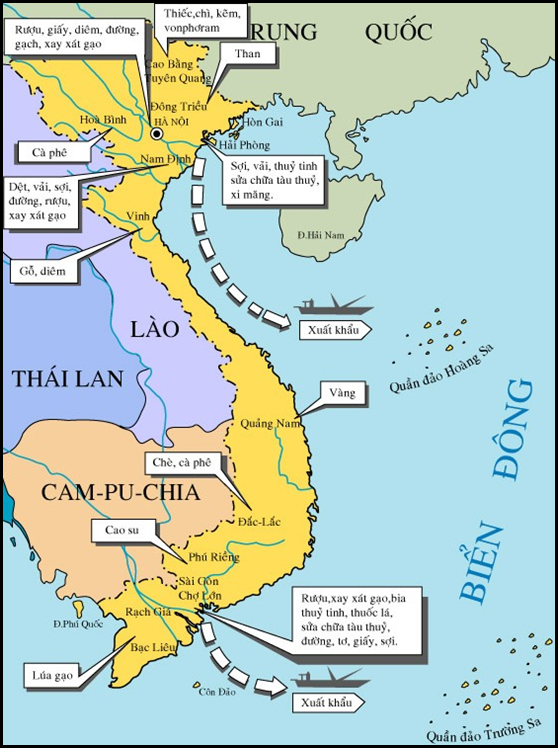 Thiếc,chì, kẽm,
vonphơram
Rượu, giấy, diêm, đường,
gạch, xay xát gạo
TRUNG QUỐC
Than
Cao Bằng
Tuyên Quang
Đông Triều
Hoà Bình
HÀ NỘI
Hòn Gai
Hải Phòng
Cà phê
Nam Định
Sợi, vải, thuỷ tinh
sửa chữa tàu thuỷ,
xi măng.
Dệt, vải, sợi,
đường, rượu,
xay xát gạo
Vinh
Đ.Hải Nam
Gỗ, diêm
LÀO
Xuất khẩu
THÁI LAN
Quần đảo Hoàng Sa
Vàng
Quảng Nam
BIỂN ĐÔNG
Chè, cà phê
CAM-PU-CHIA
Đắc-Lắc
Cao su
Phú Riềng
Sài Gòn
Chợ Lớn
Rạch Giá
Đ.Phú Quốc
Rượu,xay xát gạo,bia
thuỷ tinh, thuốc lá,
sửa chữa tàu thuỷ,
đường, tơ, giấy, sợi.
Bạc Liêu
Lúa gạo
Côn Đảo
Xuất khẩu
Quần đảo Trường Sa